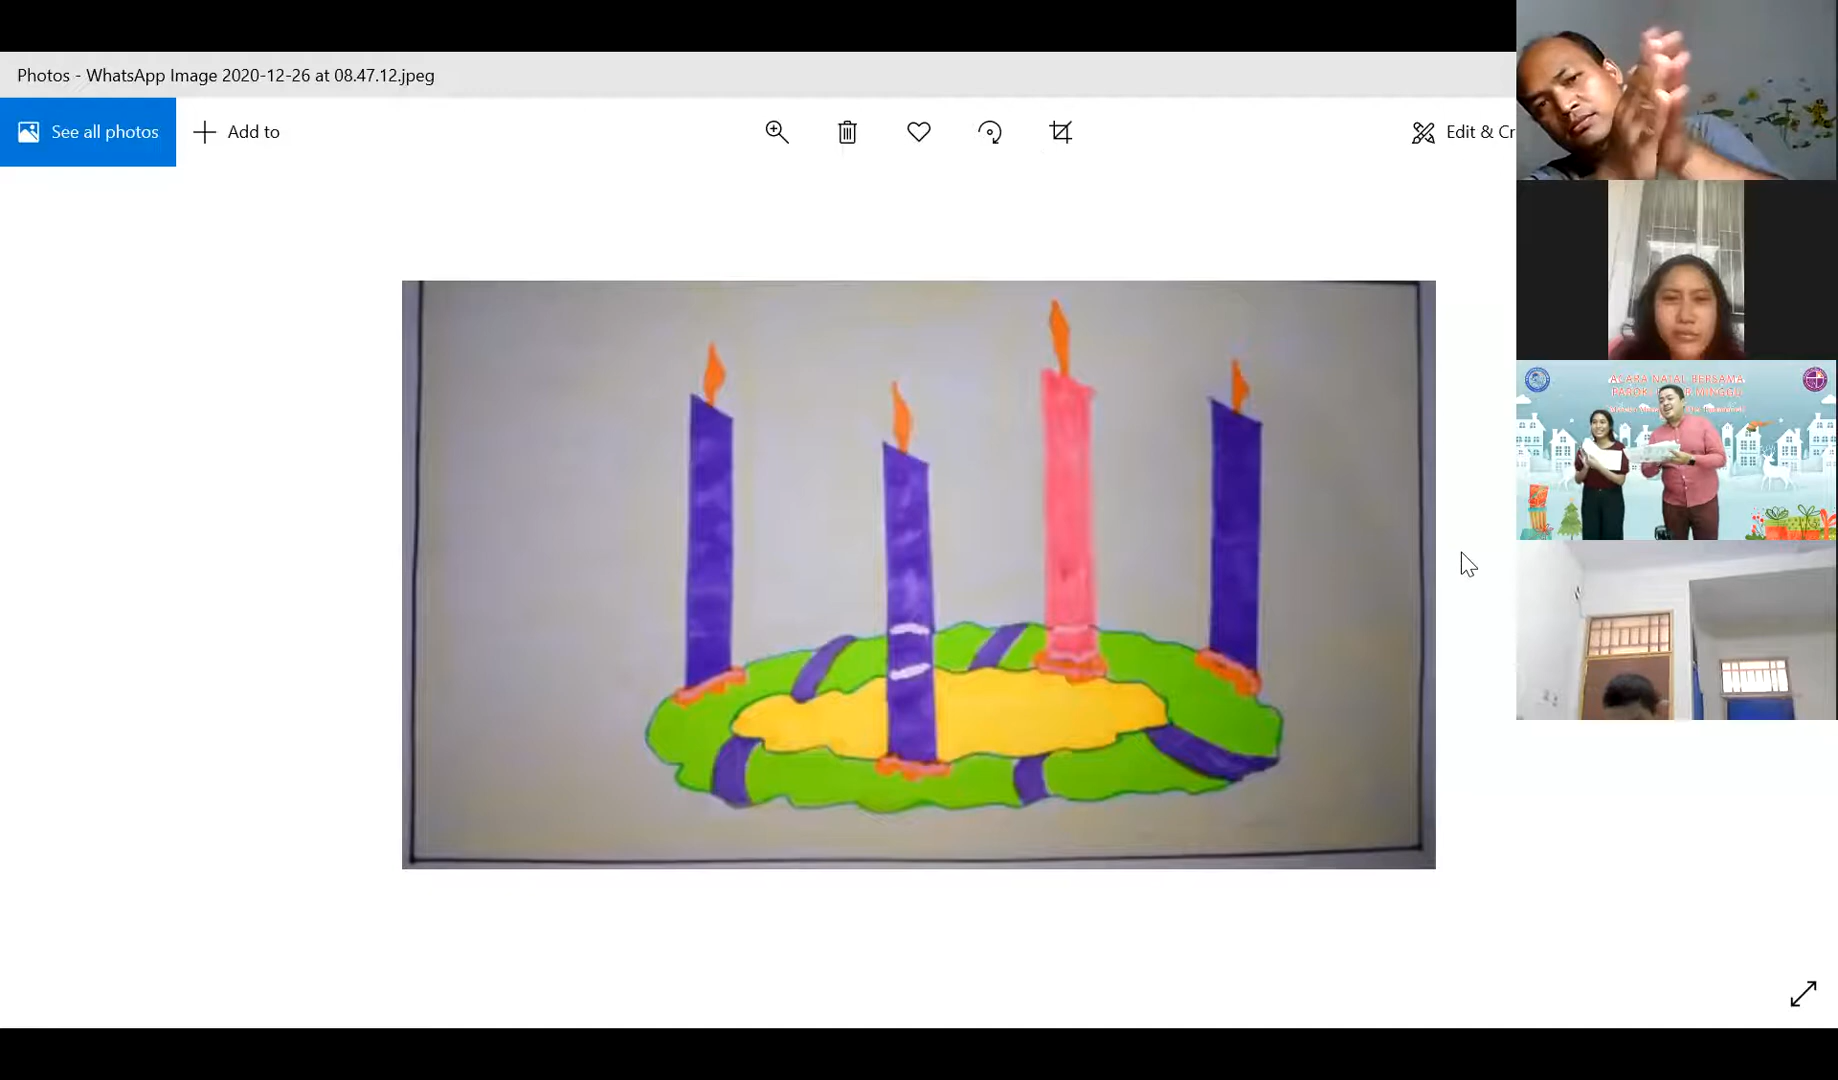 Photos - WhatsApp Image 2020-12-26 at 08.47.12.jpeg
See all photos
Add to
Edit & Cr
ACARA NATAL BERSAMA
MINGGU